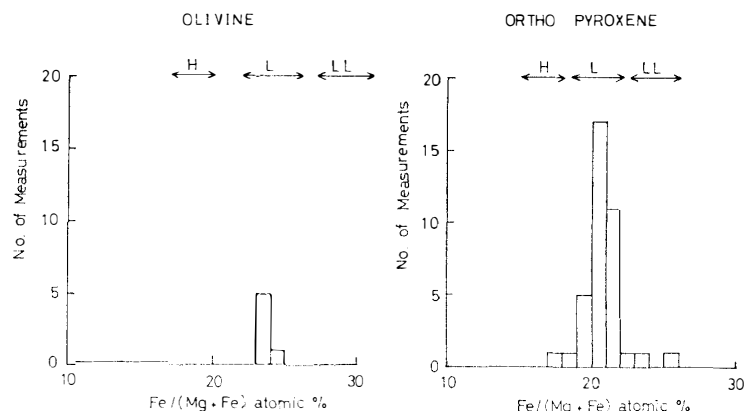 OLIVINE
H L LL
20
15
10
5
0
No. of Measurements
10 20 30
Fe/(Mg+Fe) atomic %
ORTHO PYROXENE
H L LL
20
15
10
5
0
No. of Measurements
10 20 30
Fe/(Mg+Fe) atomic %